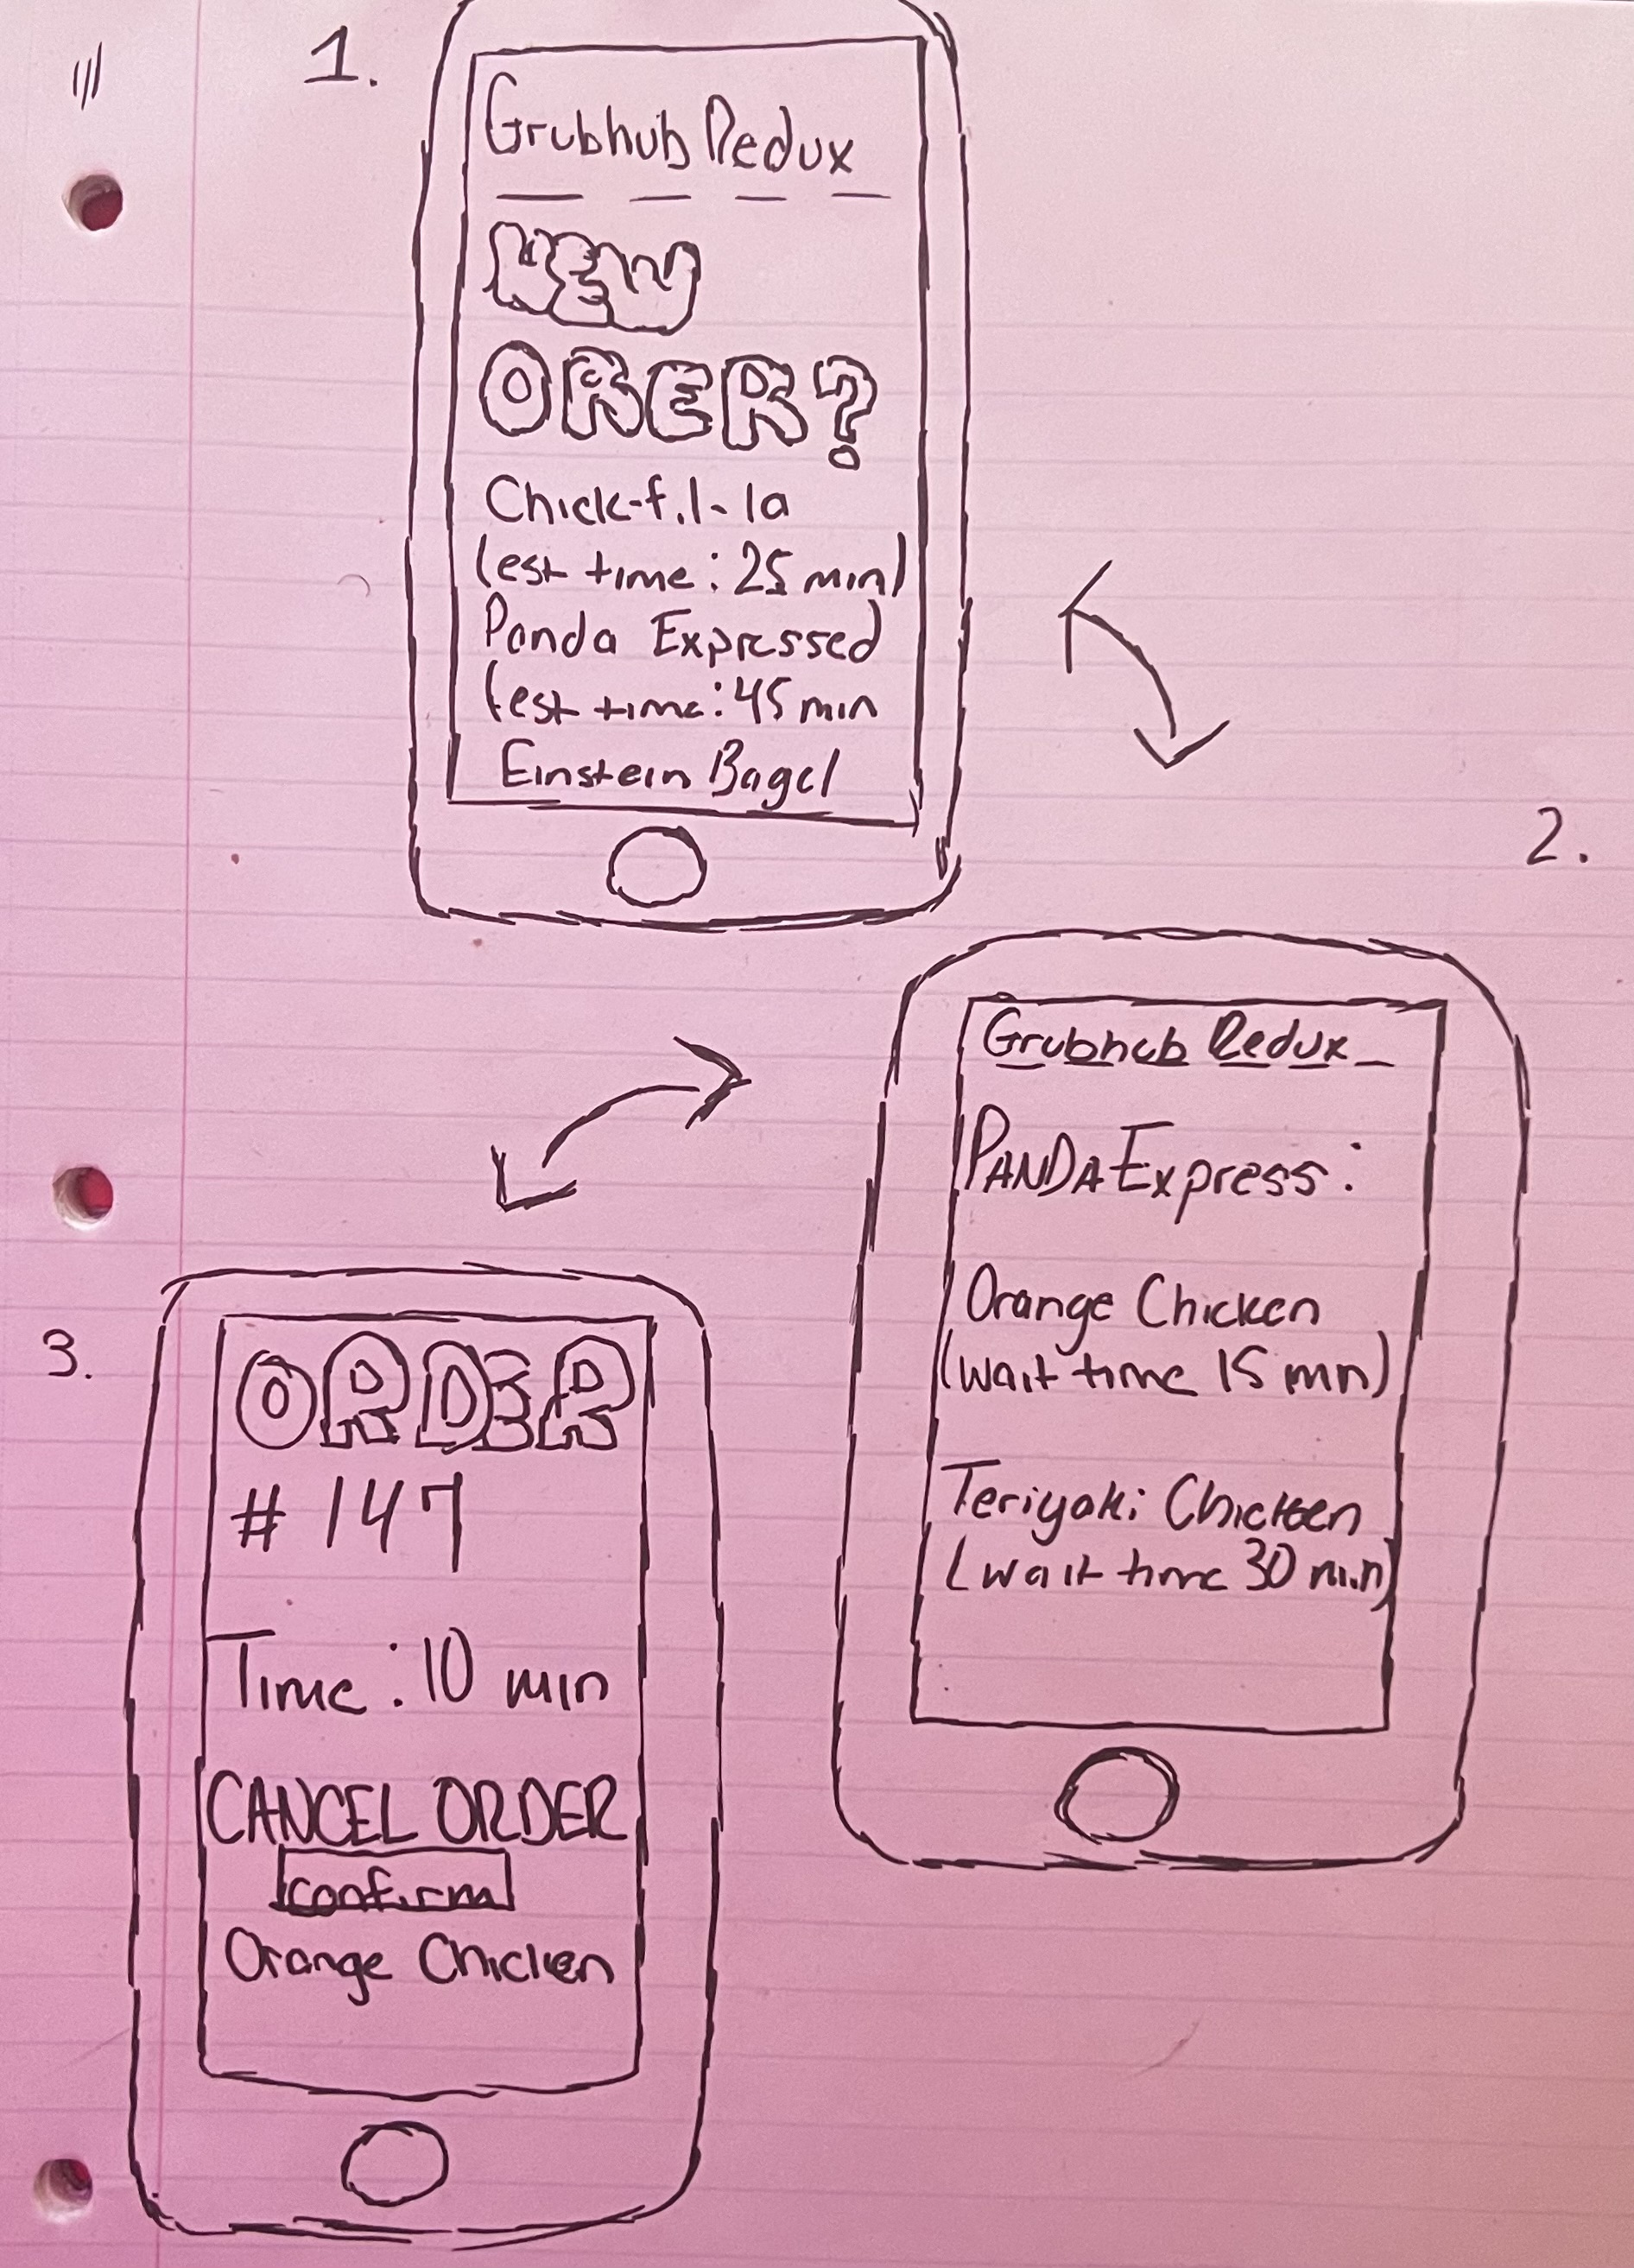 1.
Grubhub Redux
NEW
ORER?
Chick-fil-la
(est time: 25 min)
Panda Expressed
(est time: 45 min
Einstein Bagel
2.
Grubhub Redux
PANDA Express:
Orange Chicken
(wait time 15 mn)
Teriyaki Chicken
(wait time 30 min)
3.
ORDER
# 147
Time: 10 min
CANCEL ORDER
confirm
Orange Chicken